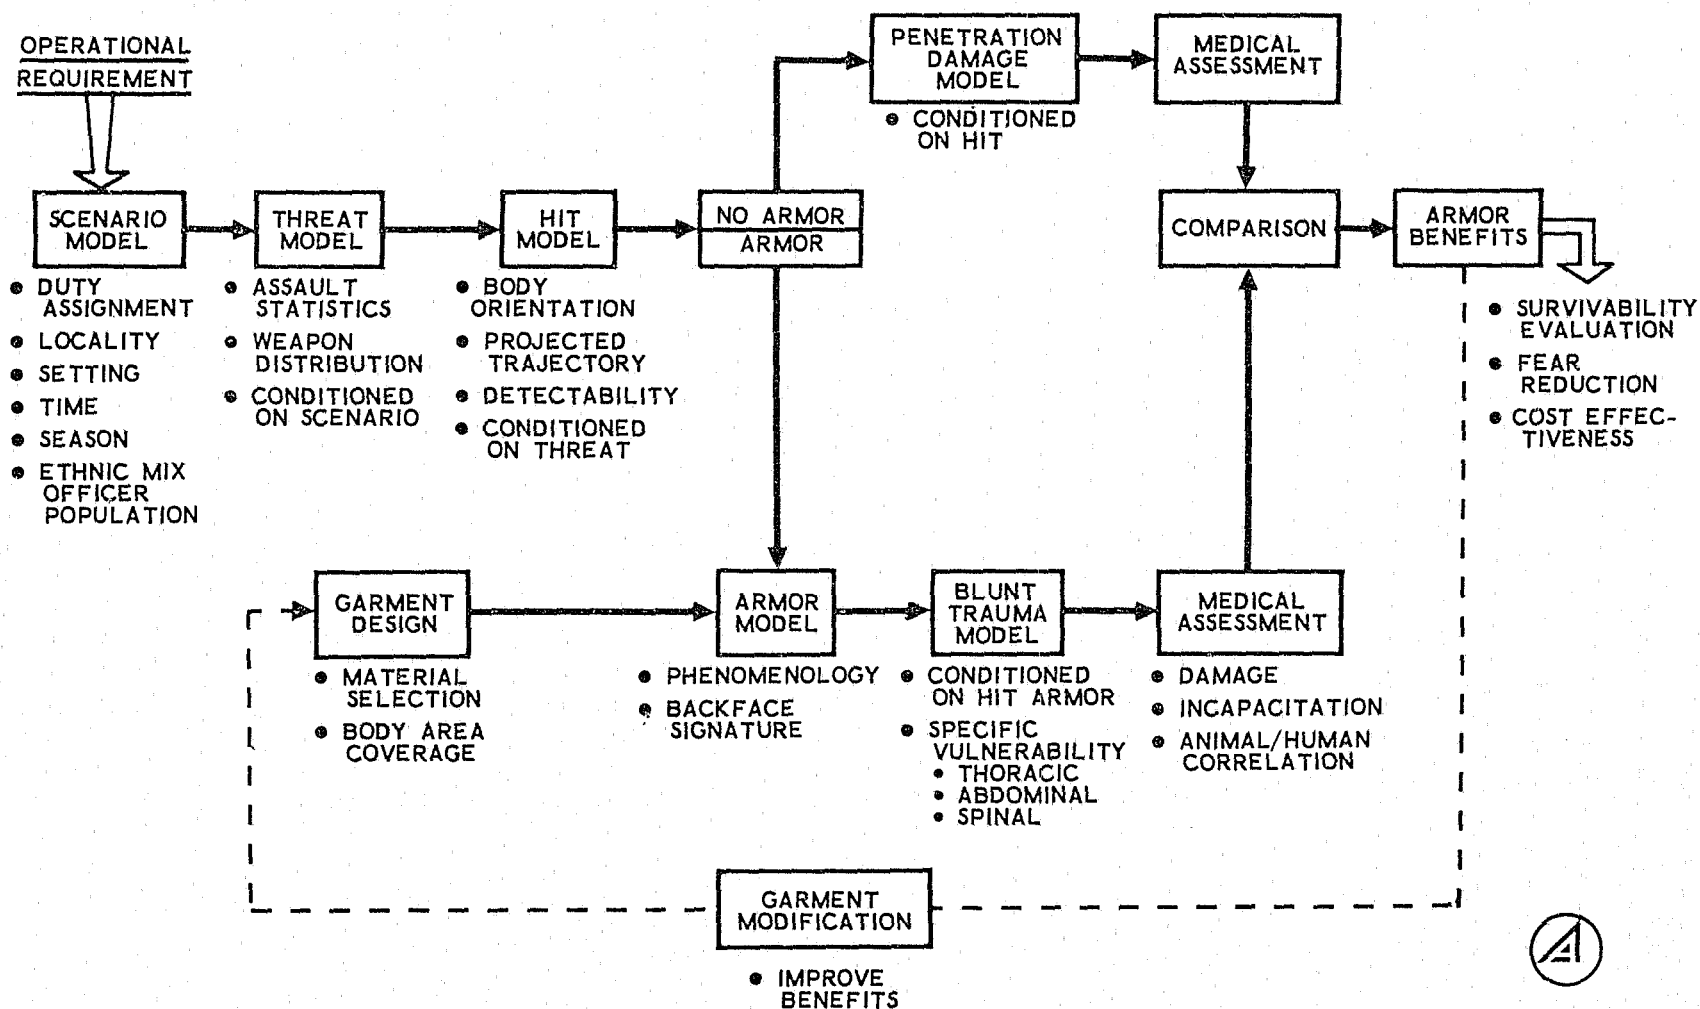 OPERATIONAL
REQUIREMENT
SCENARIO
MODEL
• DUTY
ASSIGNMENT
• LOCALITY
• SETTING
• TIME
• SEASON
• ETHNIC MIX
OFFICER
POPULATION
THREAT
MODEL
• ASSAULT
STATISTICS
• WEAPON
DISTRIBUTION
• CONDITIONED
ON SCENARIO
HIT
MODEL
• BODY
ORIENTATION
• PROJECTED
TRAJECTORY
• DETECTABILITY
• CONDITIONED
ON THREAT
NO ARMOR
ARMOR
PENETRATION
DAMAGE
MODEL
• CONDITIONED
ON HIT
MEDICAL
ASSESSMENT
COMPARISON
ARMOR
BENEFITS
• SURVIVABILITY
EVALUATION
• FEAR
REDUCTION
• COST EFFEC-
TIVENESS
GARMENT
DESIGN
• MATERIAL
SELECTION
• BODY AREA
COVERAGE
ARMOR
MODEL
• PHENOMENOLOGY
• BACKFACE
SIGNATURE
BLUNT
TRAUMA
MODEL
• CONDITIONED
ON HIT ARMOR
• SPECIFIC
VULNERABILITY
• THORACIC
• ABDOMINAL
• SPINAL
MEDICAL
ASSESSMENT
• DAMAGE
• INCAPACITATION
• ANIMAL/HUMAN
CORRELATION
GARMENT
MODIFICATION
• IMPROVE
BENEFITS
A